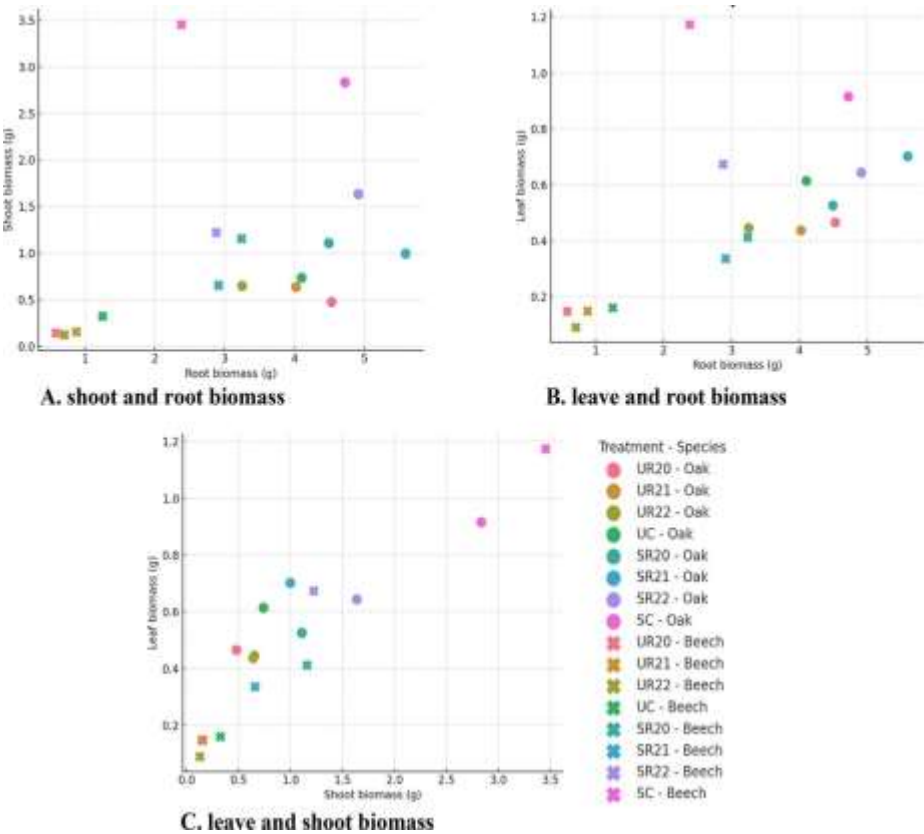 3.5
3.0
2.5
2.0
1.5
1.0
0.5
0.0
Shoot biomass (g)
1 2 3 4 5
Root biomass (g)
A. shoot and root biomass
1.2
1.0
0.8
0.6
0.4
0.2
Leaf biomass (g)
1 2 3 4 5
Root biomass (g)
B. leave and root biomass
1.2
1.0
0.8
0.6
0.4
0.2
Leaf biomass (g)
0.0 0.5 1.0 1.5 2.0 2.5 3.0 3.5
Shoot biomass (g)
C. leave and shoot biomass
Treatment - Species
UR20 - Oak
UR21 - Oak
UR22 - Oak
UC - Oak
SR20 - Oak
SR21 - Oak
SR22 - Oak
SC - Oak
UR20 - Beech
UR21 - Beech
UR22 - Beech
UC - Beech
SR20 - Beech
SR21 - Beech
SR22 - Beech
SC - Beech